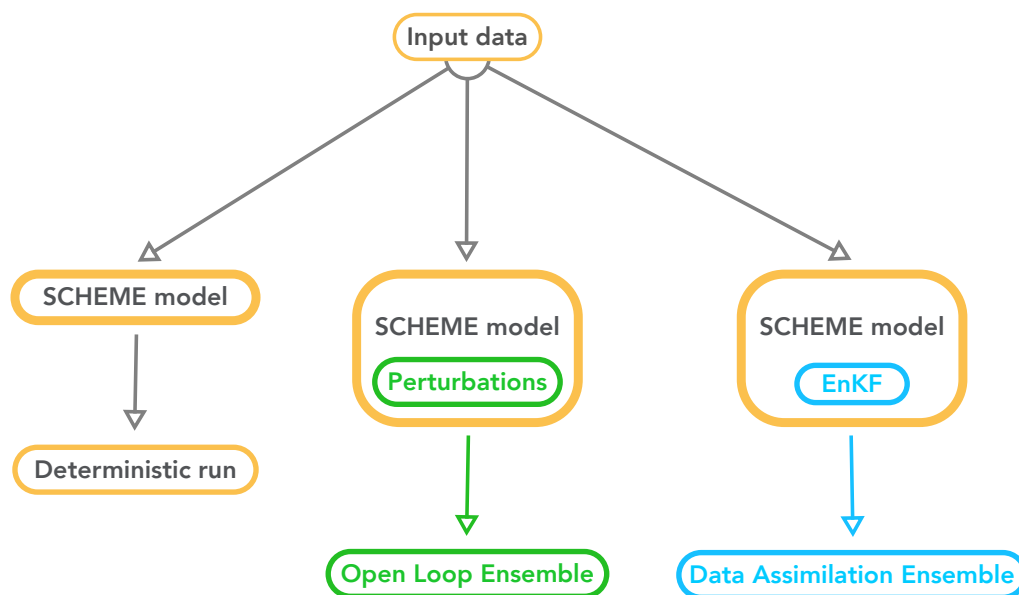 Input data
SCHEME model
SCHEME model
Perturbations
SCHEME model
EnKF
Deterministic run
Open Loop Ensemble
Data Assimilation Ensemble